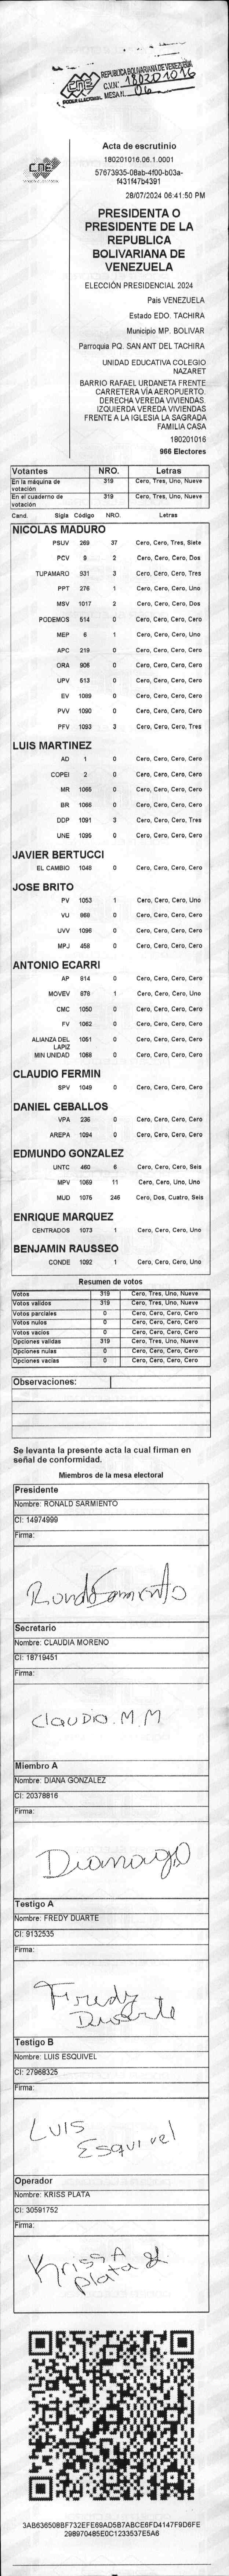 REPUBLICA BOLIVARIANA DE VENEZUELA
CNE
C.V.N. 180201016
PODER ELECTORAL MESA N. 06
CNE
Acta de escrutinio
180201016.06.1.0001
57673935-08ab-4f00-b03a-
f431f47b4391
28/07/2024 06:41:50 PM
PRESIDENTA O
PRESIDENTE DE LA
REPUBLICA
BOLIVARIANA DE
VENEZUELA
ELECCIÓN PRESIDENCIAL 2024
País VENEZUELA
Estado EDO. TACHIRA
Municipio MP. BOLIVAR
Parroquia PQ. SAN ANT DEL TACHIRA
UNIDAD EDUCATIVA COLEGIO
NAZARET
BARRIO RAFAEL URDANETA FRENTE
CARRETERA VÍA AEROPUERTO.
DERECHA VEREDA VIVIENDAS.
IZQUIERDA VEREDA VIVIENDAS
FRENTE A LA IGLESIA LA SAGRADA
FAMILIA CASA
180201016
966 Electores
Votantes NRO. Letras
En la máquina de votación 319 Cero, Tres, Uno, Nueve
En el cuaderno de votación 319 Cero, Tres, Uno, Nueve
Cand. Sigla Código NRO. Letras
NICOLAS MADURO
PSUV 269 37 Cero, Cero, Tres, Siete
PCV 9 2 Cero, Cero, Cero, Dos
TUPAMARO 931 3 Cero, Cero, Cero, Tres
PPT 276 1 Cero, Cero, Cero, Uno
MSV 1017 2 Cero, Cero, Cero, Dos
PODEMOS 514 0 Cero, Cero, Cero, Cero
MEP 6 1 Cero, Cero, Cero, Uno
APC 219 0 Cero, Cero, Cero, Cero
ORA 906 0 Cero, Cero, Cero, Cero
UPV 513 0 Cero, Cero, Cero, Cero
EV 1089 0 Cero, Cero, Cero, Cero
PVV 1090 0 Cero, Cero, Cero, Cero
PFV 1093 3 Cero, Cero, Cero, Tres
LUIS MARTINEZ
AD 1 0 Cero, Cero, Cero, Cero
COPEI 2 0 Cero, Cero, Cero, Cero
MR 1065 0 Cero, Cero, Cero, Cero
BR 1066 0 Cero, Cero, Cero, Cero
DDP 1091 3 Cero, Cero, Cero, Tres
UNE 1095 0 Cero, Cero, Cero, Cero
JAVIER BERTUCCI
EL CAMBIO 1048 0 Cero, Cero, Cero, Cero
JOSE BRITO
PV 1053 1 Cero, Cero, Cero, Uno
VU 969 0 Cero, Cero, Cero, Cero
UVV 1096 0 Cero, Cero, Cero, Cero
MPJ 458 0 Cero, Cero, Cero, Cero
ANTONIO ECARRI
AP 814 0 Cero, Cero, Cero, Cero
MOVEV 878 1 Cero, Cero, Cero, Uno
CMC 1050 0 Cero, Cero, Cero, Cero
FV 1062 0 Cero, Cero, Cero, Cero
ALIANZA DEL LAPIZ 1051 0 Cero, Cero, Cero, Cero
MIN UNIDAD 1068 0 Cero, Cero, Cero, Cero
CLAUDIO FERMIN
SPV 1049 0 Cero, Cero, Cero, Cero
DANIEL CEBALLOS
VPA 236 0 Cero, Cero, Cero, Cero
AREPA 1094 0 Cero, Cero, Cero, Cero
EDMUNDO GONZALEZ
UNTC 460 6 Cero, Cero, Cero, Seis
MPV 1069 11 Cero, Cero, Uno, Uno
MUD 1075 246 Cero, Dos, Cuatro, Seis
ENRIQUE MARQUEZ
CENTRADOS 1073 1 Cero, Cero, Cero, Uno
BENJAMIN RAUSSEO
CONDE 1092 1 Cero, Cero, Cero, Uno
Resumen de votos
Votos 319 Cero, Tres, Uno, Nueve
Votos validos 319 Cero, Tres, Uno, Nueve
Votos parciales 0 Cero, Cero, Cero, Cero
Votos nulos 0 Cero, Cero, Cero, Cero
Votos vacios 0 Cero, Cero, Cero, Cero
Opciones validas 319 Cero, Tres, Uno, Nueve
Opciones nulas 0 Cero, Cero, Cero, Cero
Opciones vacias 0 Cero, Cero, Cero, Cero
Observaciones:
Se levanta la presente acta la cual firman en
señal de conformidad.
Miembros de la mesa electoral
Presidente
Nombre: RONALD SARMIENTO
CI: 14974999
Firma:
Ronald Sarmiento
Secretario
Nombre: CLAUDIA MORENO
CI: 18719451
Firma:
Claudia. M. M
Miembro A
Nombre: DIANA GONZALEZ
CI: 20378816
Firma:
Dianago
Testigo A
Nombre: FREDY DUARTE
CI: 9132535
Firma:
Fredy
Duarte
Testigo B
Nombre: LUIS ESQUIVEL
CI: 27968325
Firma:
LUIS
Esquivel
Operador
Nombre: KRISS PLATA
CI: 30591752
Firma:
Kriss A
plata
3AB636508BF732EFE69AD5B7ABCE6FD4147F9D6FE
298970485E0C1233537E5A6